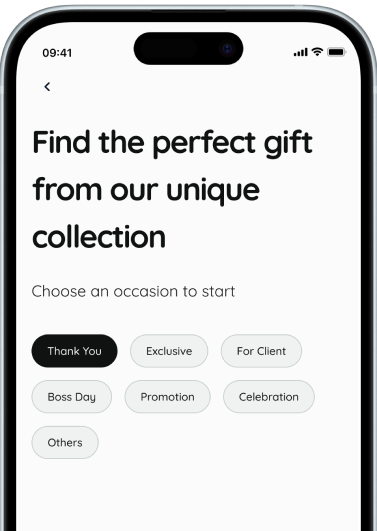 09:41
Find the perfect gift
from our unique
collection
Choose an occasion to start
Thank You Exclusive For Client
Boss Day Promotion Celebration
Others